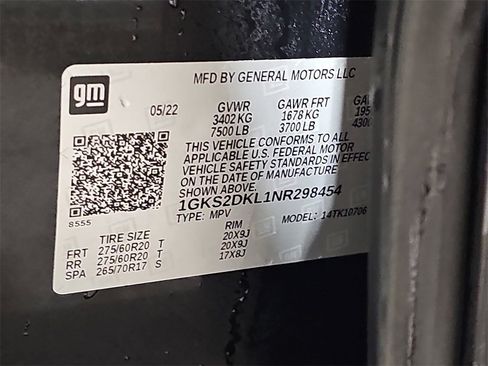 MFD BY GENERAL MOTORS LLC
gm
05/22 GVWR GAWR FRT
3402 KG 1678 KG
7500 LB 3700 LB
THIS VEHICLE CONFORMS TO ALL
APPLICABLE U.S. FEDERAL MOTOR
VEHICLE SAFETY STANDARDS IN EFFEC
ON THE DATE OF MANUFACTURE
SHOWN ABOVE.
1GKS2DKL1NR298454
8555
TYPE: MPV MODEL: 14TK10706
TIRE SIZE RIM
FRT 275/60R20 T 20X9J
RR 275/60R20 T 20X9J
SPA 265/70R17 S 17X8J